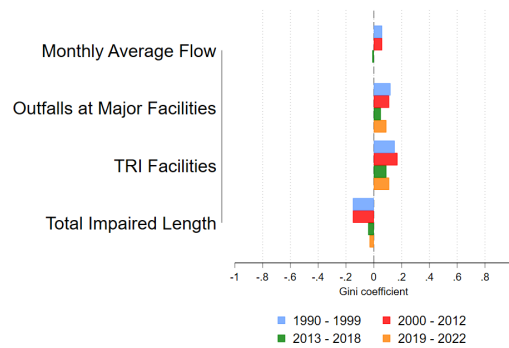 Monthly Average Flow
Outfalls at Major Facilities
TRI Facilities
Total Impaired Length
-1 -.8 -.6 -.4 -.2 0 .2 .4 .6 .8
Gini coefficient
1990 - 1999 2000 - 2012
2013 - 2018 2019 - 2022